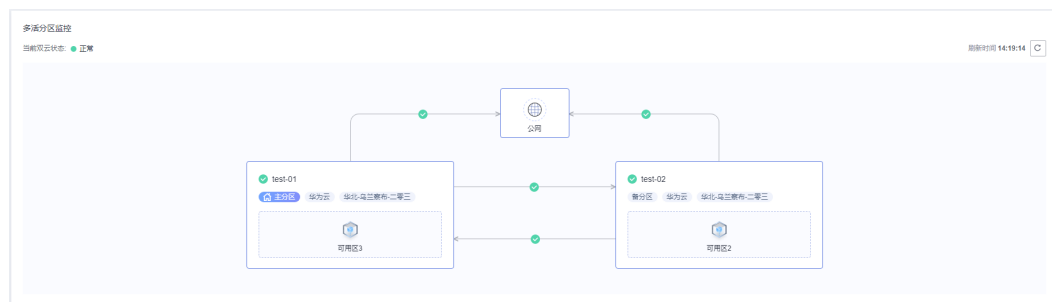 多活分区监控
当前双云状态: 正常
刷新时间 14:19:14
公网
test-01
主分区 华为云 华北-乌兰察布-二零三
可用区3
test-02
备分区 华为云 华北-乌兰察布-二零三
可用区2